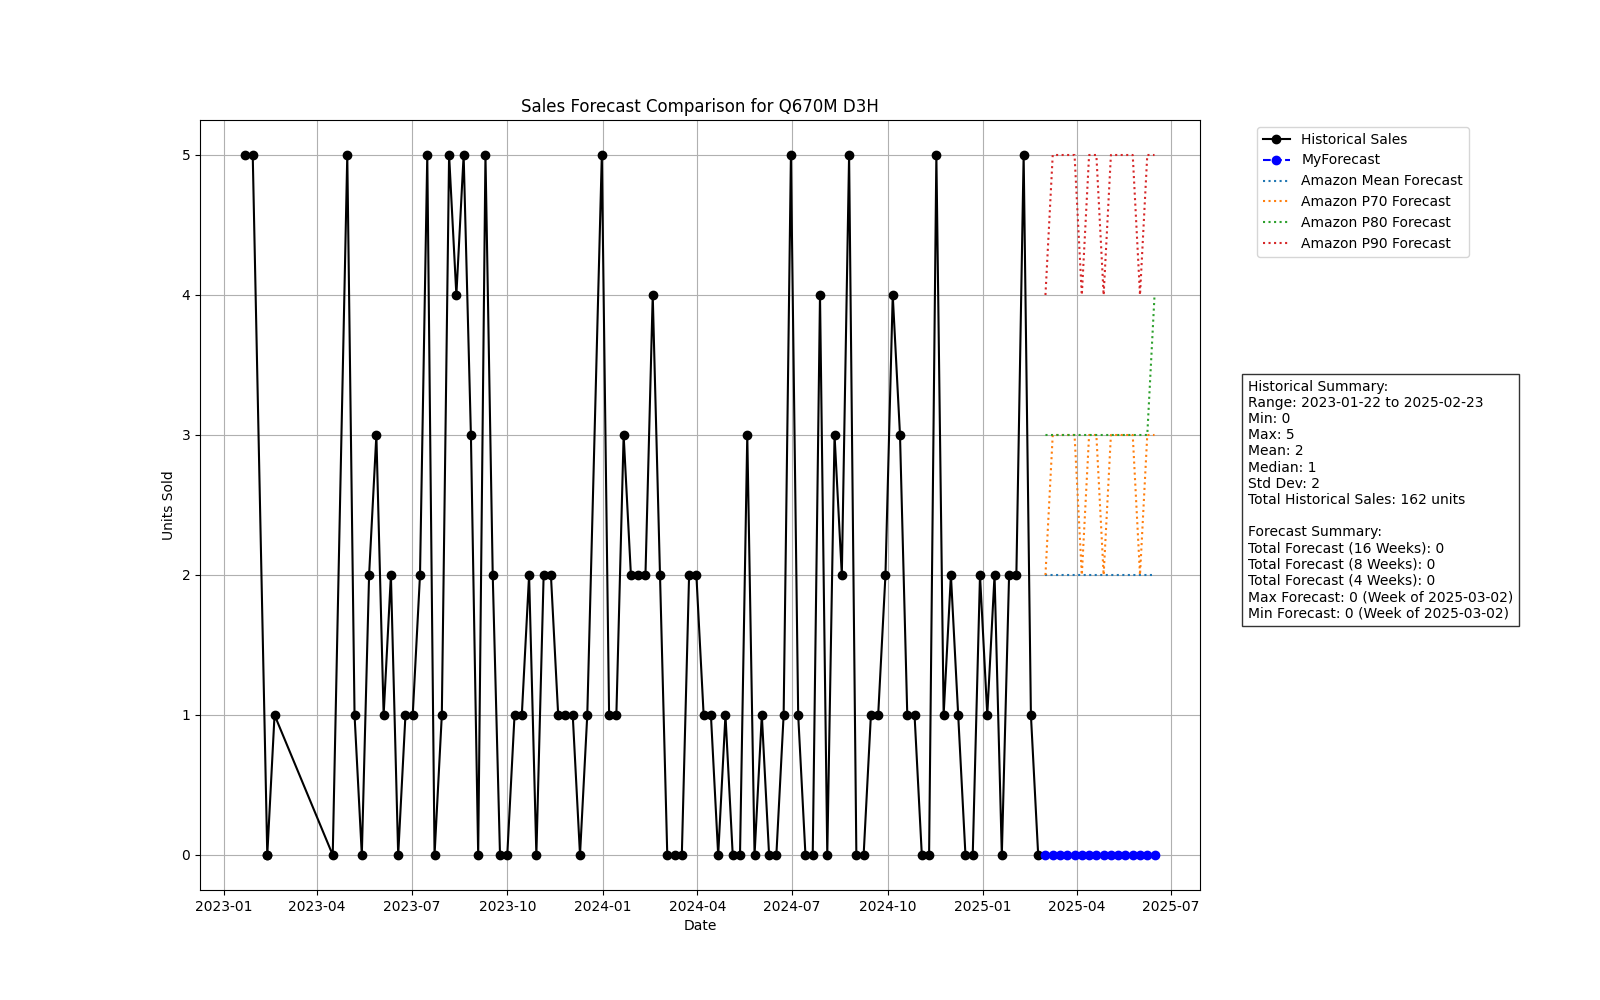 Sales Forecast Comparison for Q670M D3H
Units Sold
5
4
3
2
1
0
2023-01
2023-04
2023-07
2023-10
2024-01
2024-04
2024-07
2024-10
2025-01
2025-04
2025-07
Date
Historical Sales
MyForecast
Amazon Mean Forecast
Amazon P70 Forecast
Amazon P80 Forecast
Amazon P90 Forecast
Historical Summary:
Range: 2023-01-22 to 2025-02-23
Min: 0
Max: 5
Mean: 2
Median: 1
Std Dev: 2
Total Historical Sales: 162 units
Forecast Summary:
Total Forecast (16 Weeks): 0
Total Forecast (8 Weeks): 0
Total Forecast (4 Weeks): 0
Max Forecast: 0 (Week of 2025-03-02)
Min Forecast: 0 (Week of 2025-03-02)